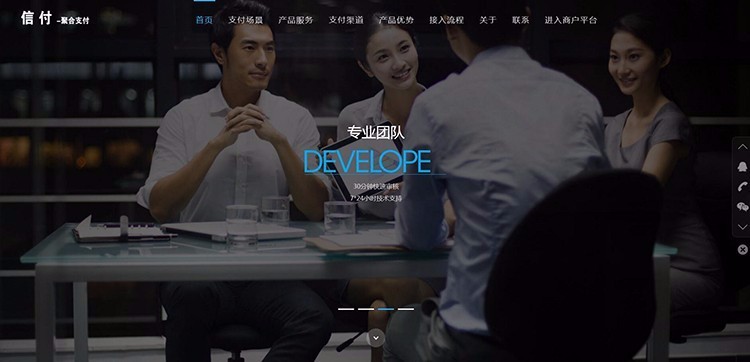 信付-聚合支付
首页 支付场景 产品服务 支付渠道 产品优势 接入流程 关于 联系 进入商户平台
专业团队
DEVELOPE
30分钟快速审核
7*24小时技术支持